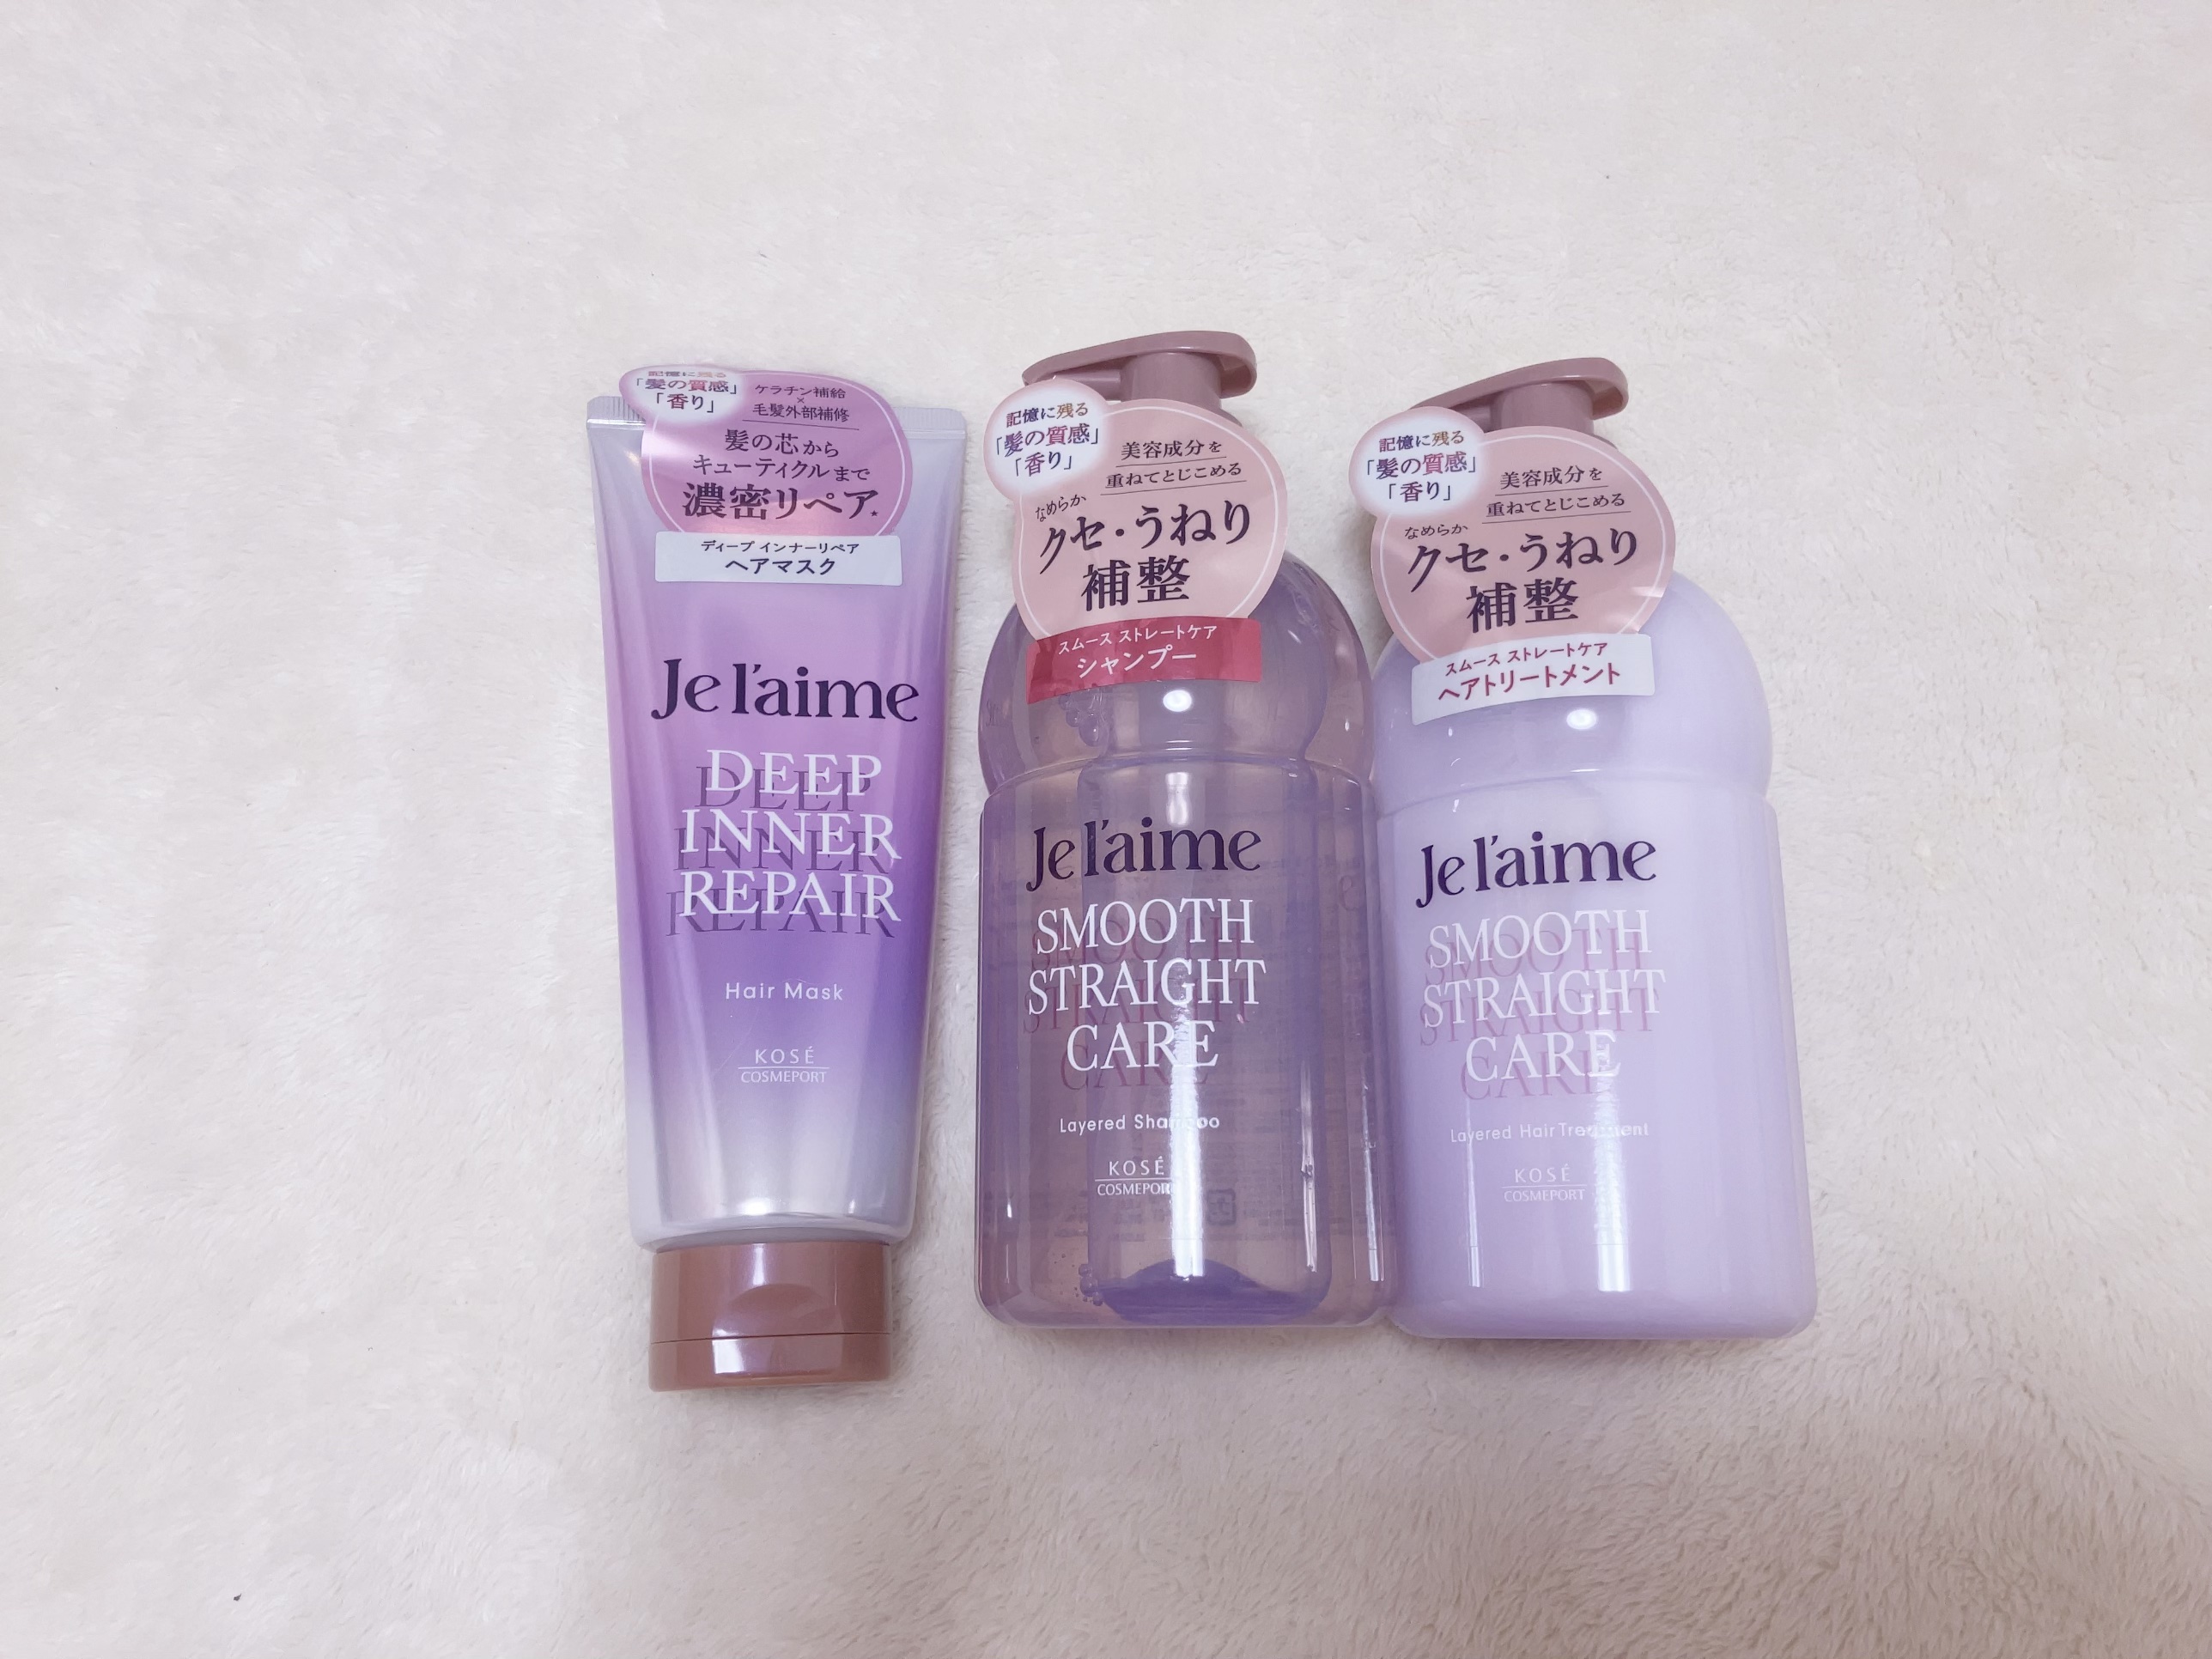 記憶に残る
「髪の質感」
「香り」
ケラチン補給
×
毛髪外部補修
髪の芯から
キューティクルまで
濃密リペア*
ディープ インナーリペア
ヘアマスク
Je l'aime
DEEP
INNER
REPAIR
Hair Mask
KOSÉ
COSMEPORT
記憶に残る
「髪の質感」
「香り」
美容成分を
重ねてとじこめる
なめらか
クセ・うねり
補整
スムース ストレートケア
シャンプー
Je l'aime
SMOOTH
STRAIGHT
CARE
Layered Shampoo
KOSÉ
COSMEPORT
記憶に残る
「髪の質感」
「香り」
美容成分を
重ねてとじこめる
なめらか
クセ・うねり
補整
スムース ストレートケア
ヘアトリートメント
Je l'aime
SMOOTH
STRAIGHT
CARE
Layered Hair Treatment
KOSÉ
COSMEPORT